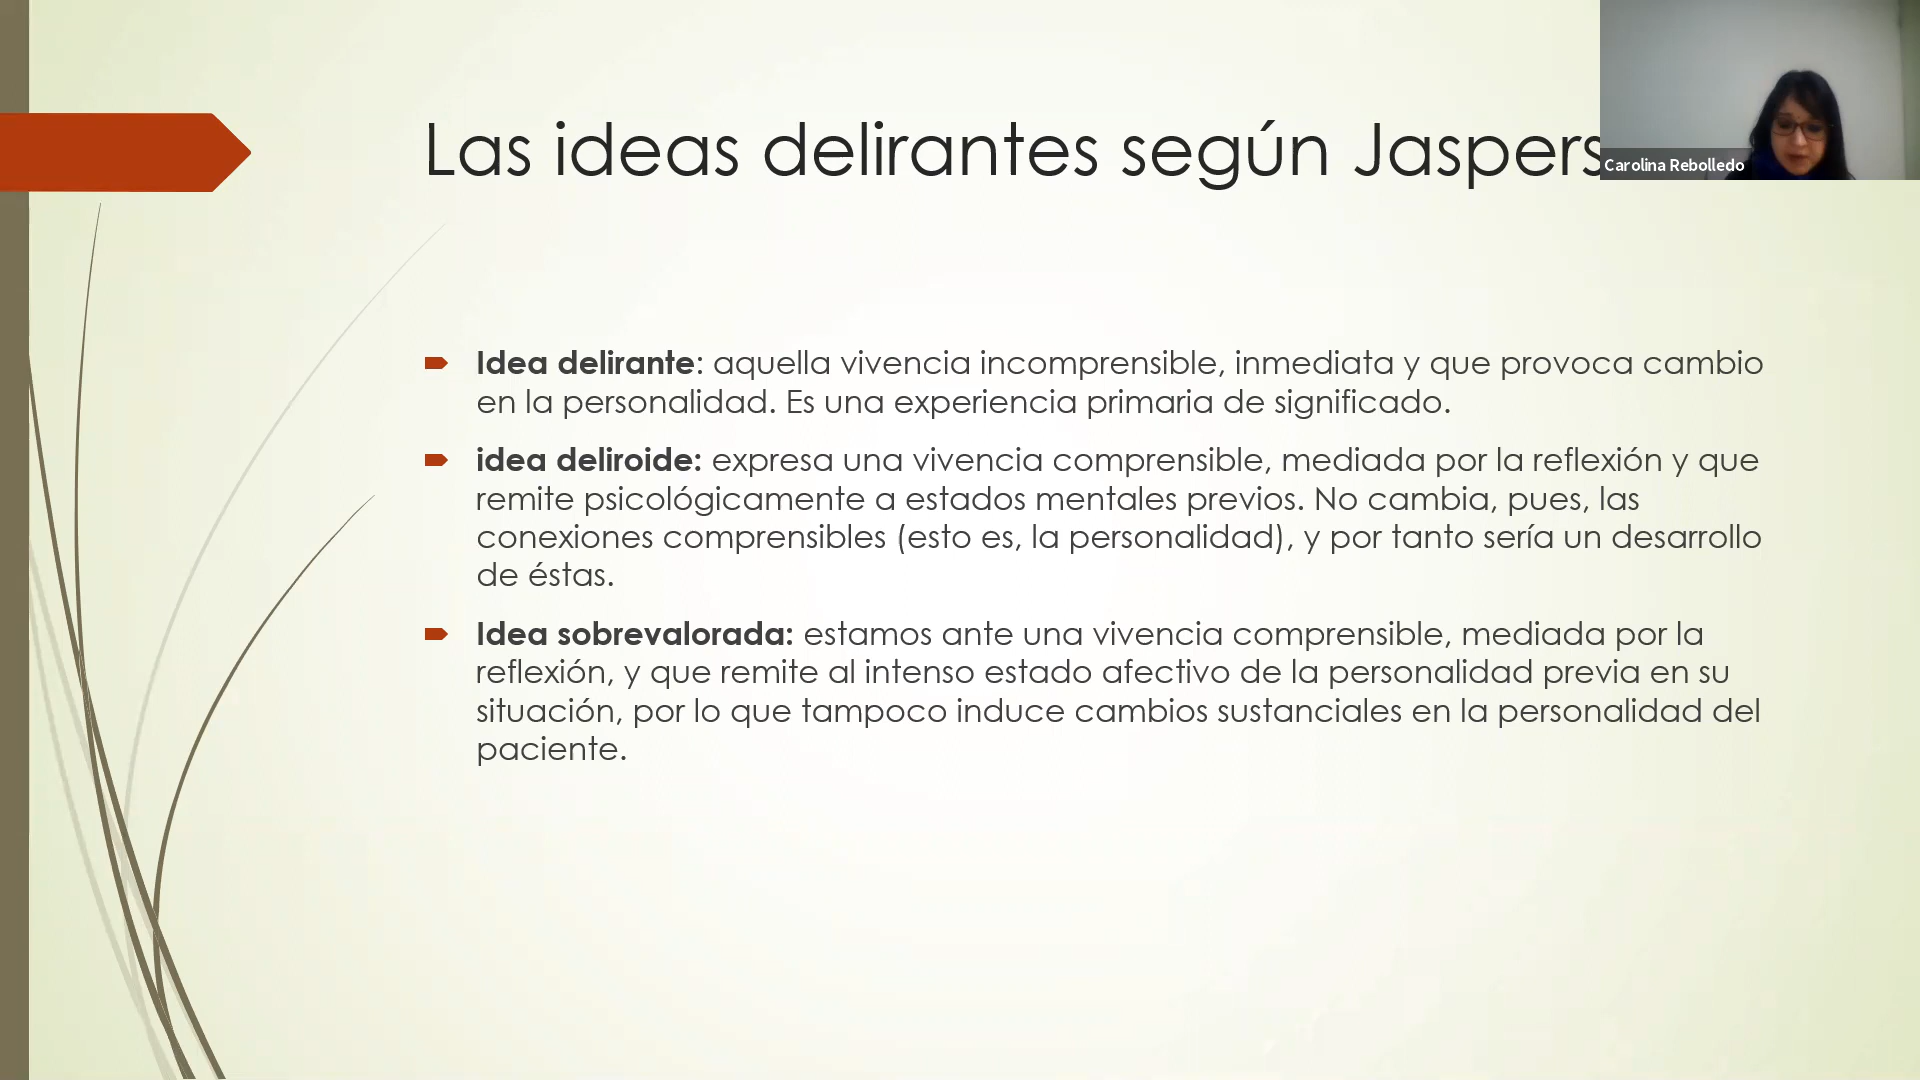 Las ideas delirantes según Jaspers
Carolina Rebolledo
Idea delirante: aquella vivencia incomprensible, inmediata y que provoca cambio
en la personalidad. Es una experiencia primaria de significado.
idea deliroide: expresa una vivencia comprensible, mediada por la reflexión y que
remite psicológicamente a estados mentales previos. No cambia, pues, las
conexiones comprensibles (esto es, la personalidad), y por tanto sería un desarrollo
de éstas.
Idea sobrevalorada: estamos ante una vivencia comprensible, mediada por la
reflexión, y que remite al intenso estado afectivo de la personalidad previa en su
situación, por lo que tampoco induce cambios sustanciales en la personalidad del
paciente.